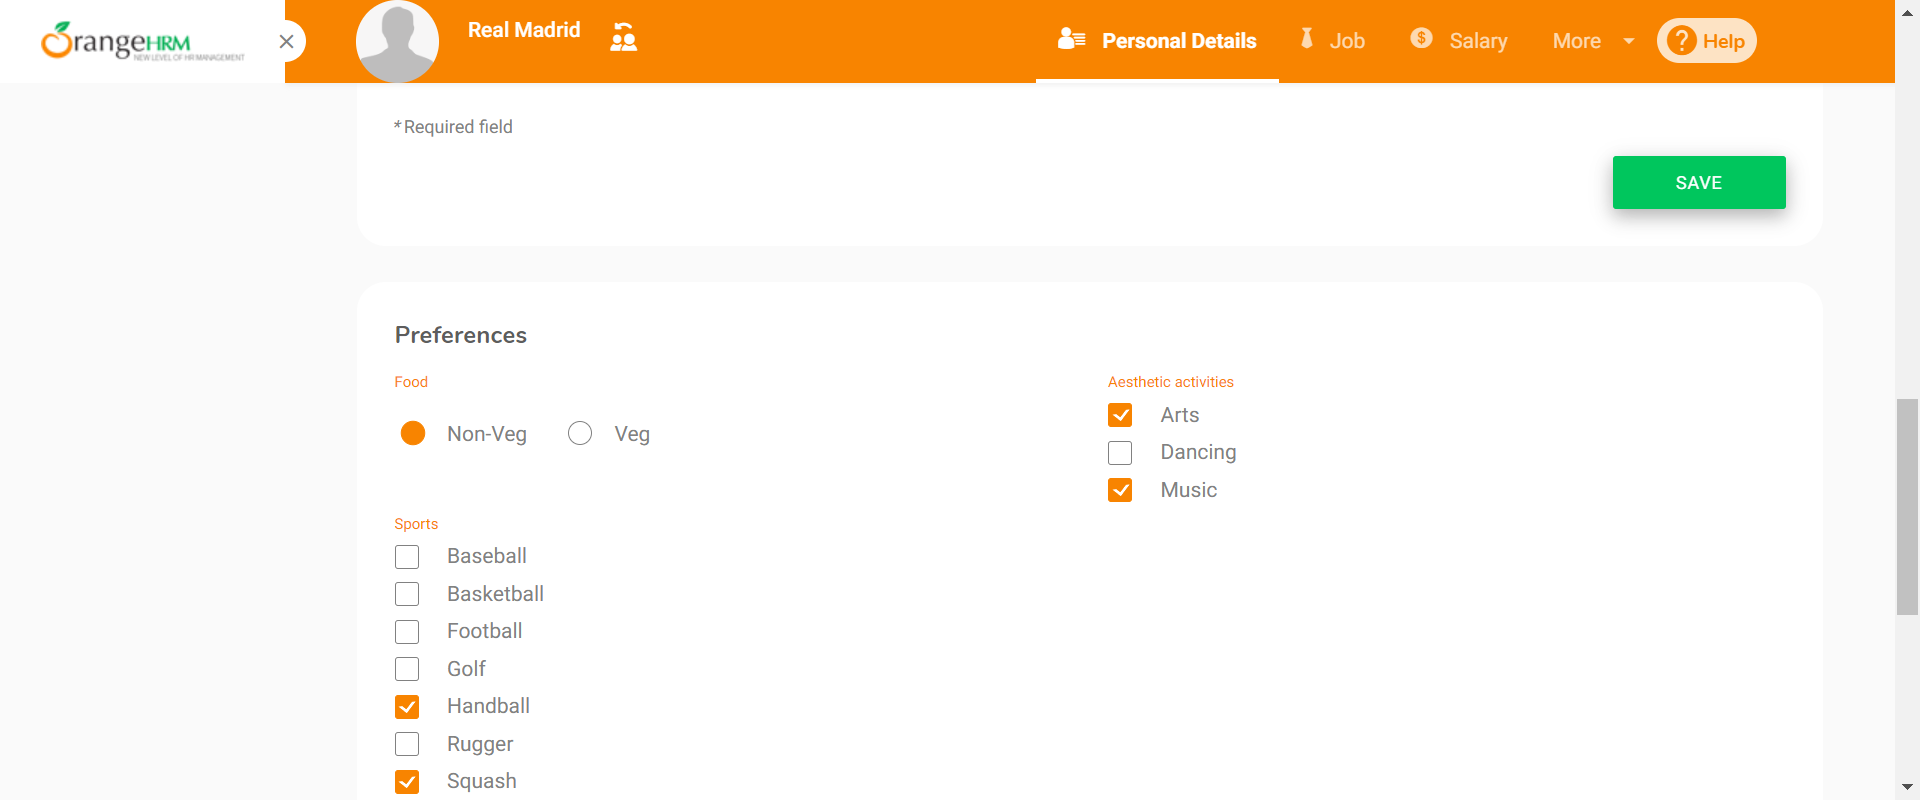 OrangeHRM
NEW LEVEL OF HR MANAGEMENT
Real Madrid
Personal Details
Job
Salary
More
Help
* Required field
SAVE
Preferences
Food
Non-Veg
Veg
Aesthetic activities
Arts
Dancing
Music
Sports
Baseball
Basketball
Football
Golf
Handball
Rugger
Squash